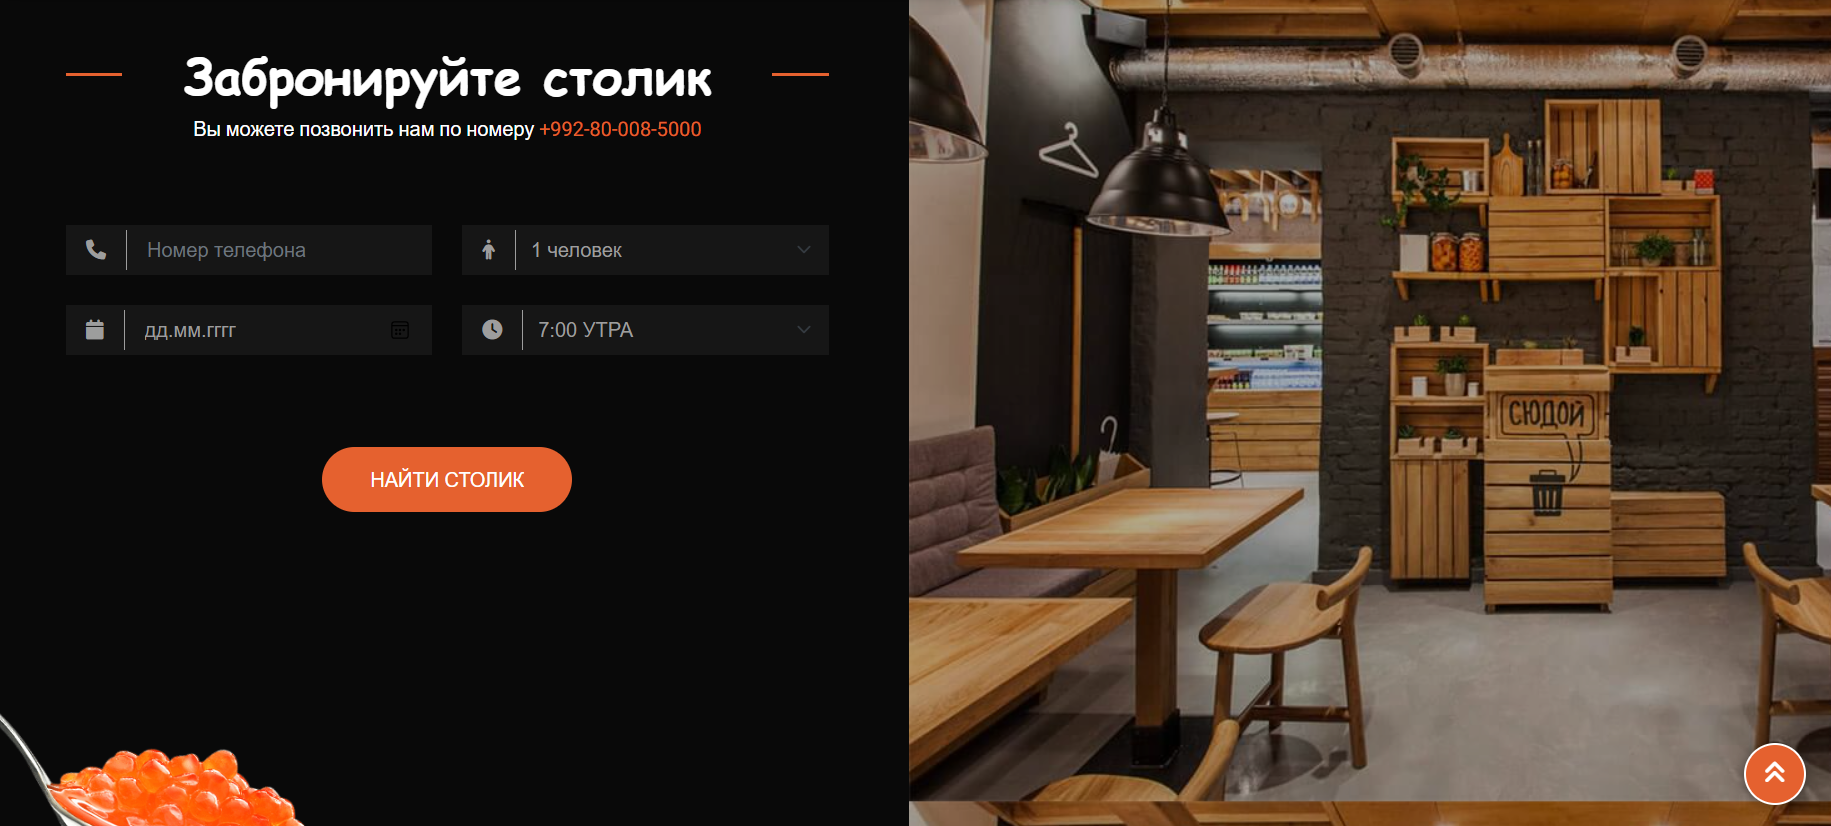 Забронируйте столик
Вы можете позвонить нам по номеру +992-80-008-5000
Номер телефона
1 человек
дд.мм.гггг
7:00 УТРА
НАЙТИ СТОЛИК
СЮДОЙ